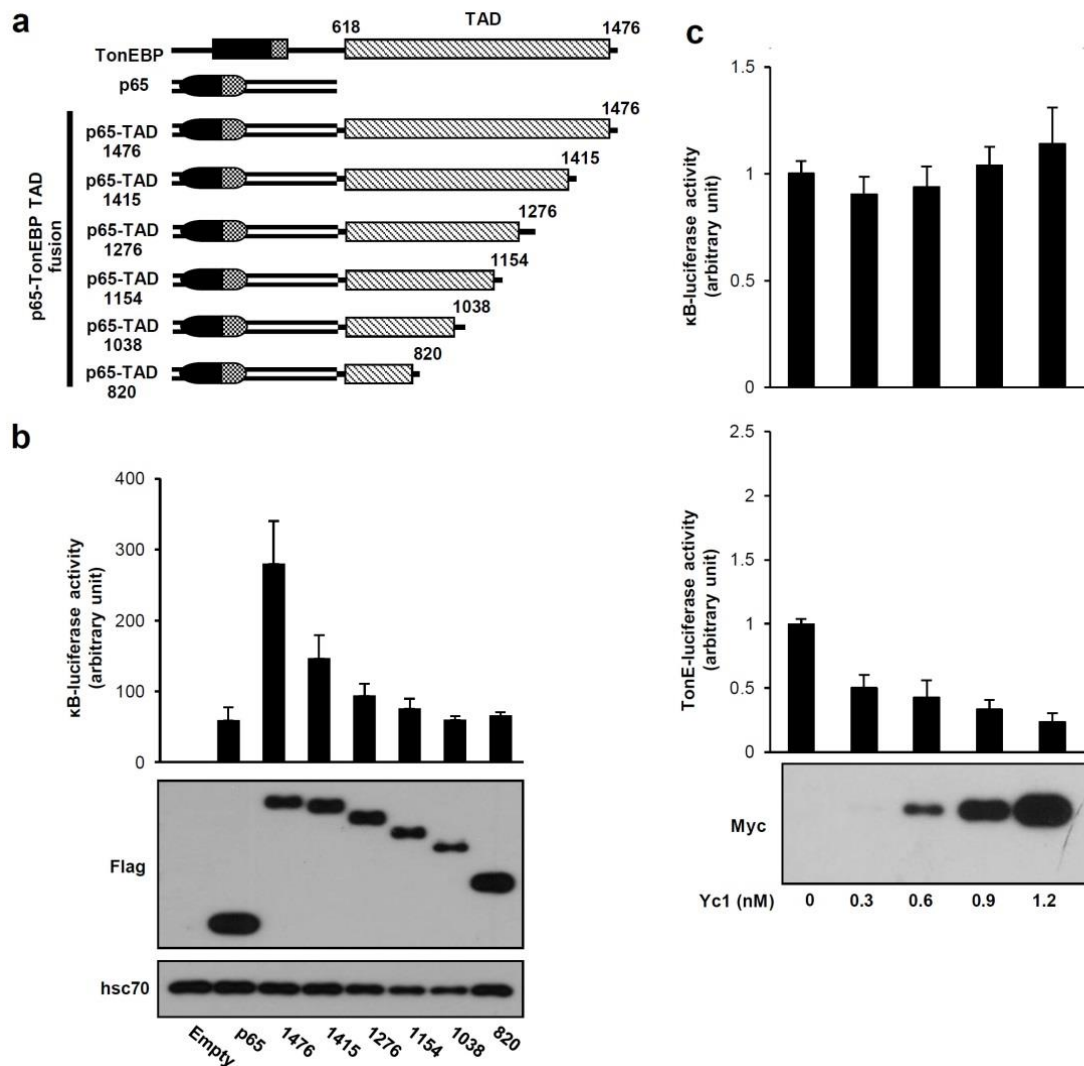 a
618
TAD
1476
TonEBP
p65
p65-TonEBP TAD
fusion
p65-TAD
1476
1476
p65-TAD
1415
1415
p65-TAD
1276
1276
p65-TAD
1154
1154
p65-TAD
1038
1038
p65-TAD
820
820
b
κB-luciferase activity
(arbitrary unit)
400
300
200
100
0
Flag
hsc70
Empty
p65
1476
1415
1276
1154
1038
820
c
κB-luciferase activity
(arbitrary unit)
1.5
1
0.5
0
TonE-luciferase activity
(arbitrary unit)
2.5
2
1.5
1
0.5
0
Myc
Yc1 (nM) 0 0.3 0.6 0.9 1.2